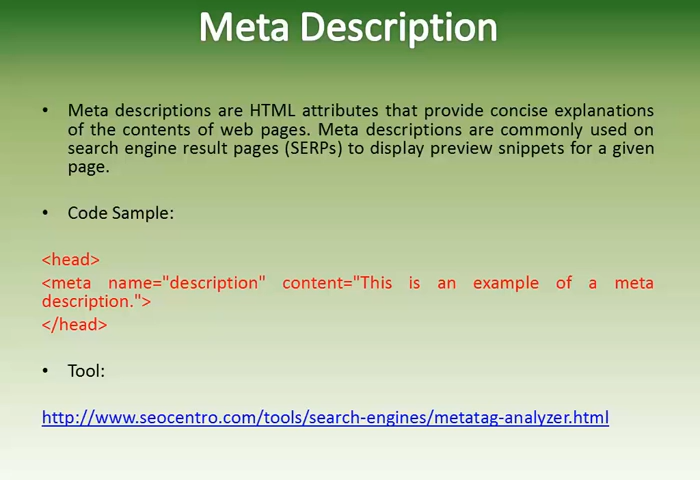 Meta Description
• Meta descriptions are HTML attributes that provide concise explanations
of the contents of web pages. Meta descriptions are commonly used on
search engine result pages (SERPs) to display preview snippets for a given
page.
• Code Sample:
<head>
<meta name="description" content="This is an example of a meta
description.">
</head>
• Tool:
http://www.seocentro.com/tools/search-engines/metatag-analyzer.html